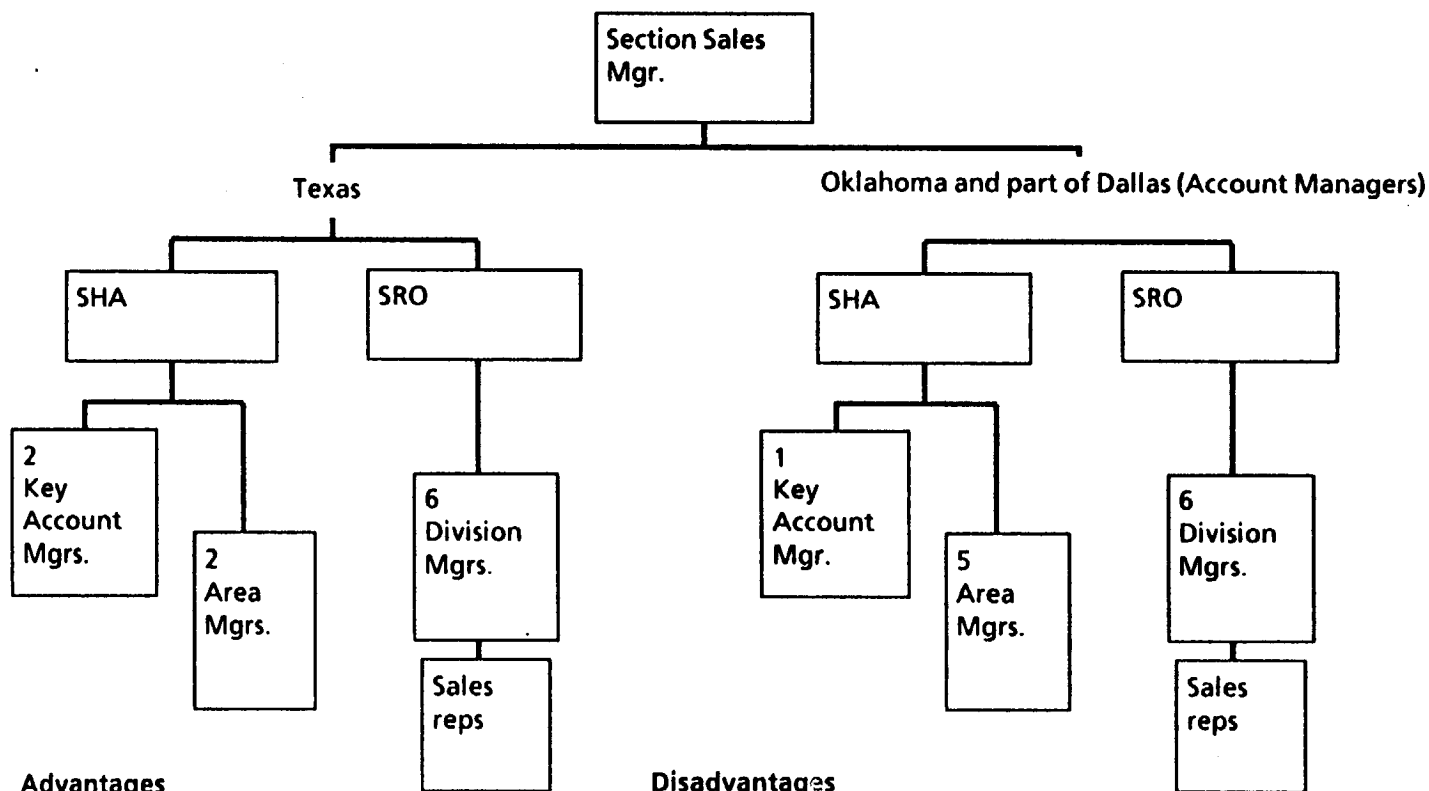 Section Sales
Mgr.
Texas
Oklahoma and part of Dallas (Account Managers)
SHA
SRO
SHA
SRO
2
Key
Account
Mgrs.
2
Area
Mgrs.
6
Division
Mgrs.
Sales
reps
1
Key
Account
Mgr.
5
Area
Mgrs.
6
Division
Mgrs.
Sales
reps
Advantages
Disadvantages